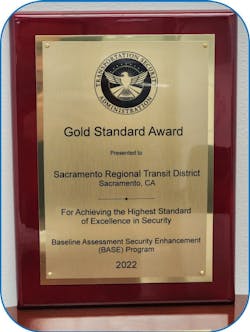 TRANSPORTATION SECURITY
ADMINISTRATION
Gold Standard Award
Presented to
Sacramento Regional Transit District
Sacramento, CA
For Achieving the Highest Standard
of Excellence in Security
Baseline Assessment Security Enhancement
(BASE) Program
2022